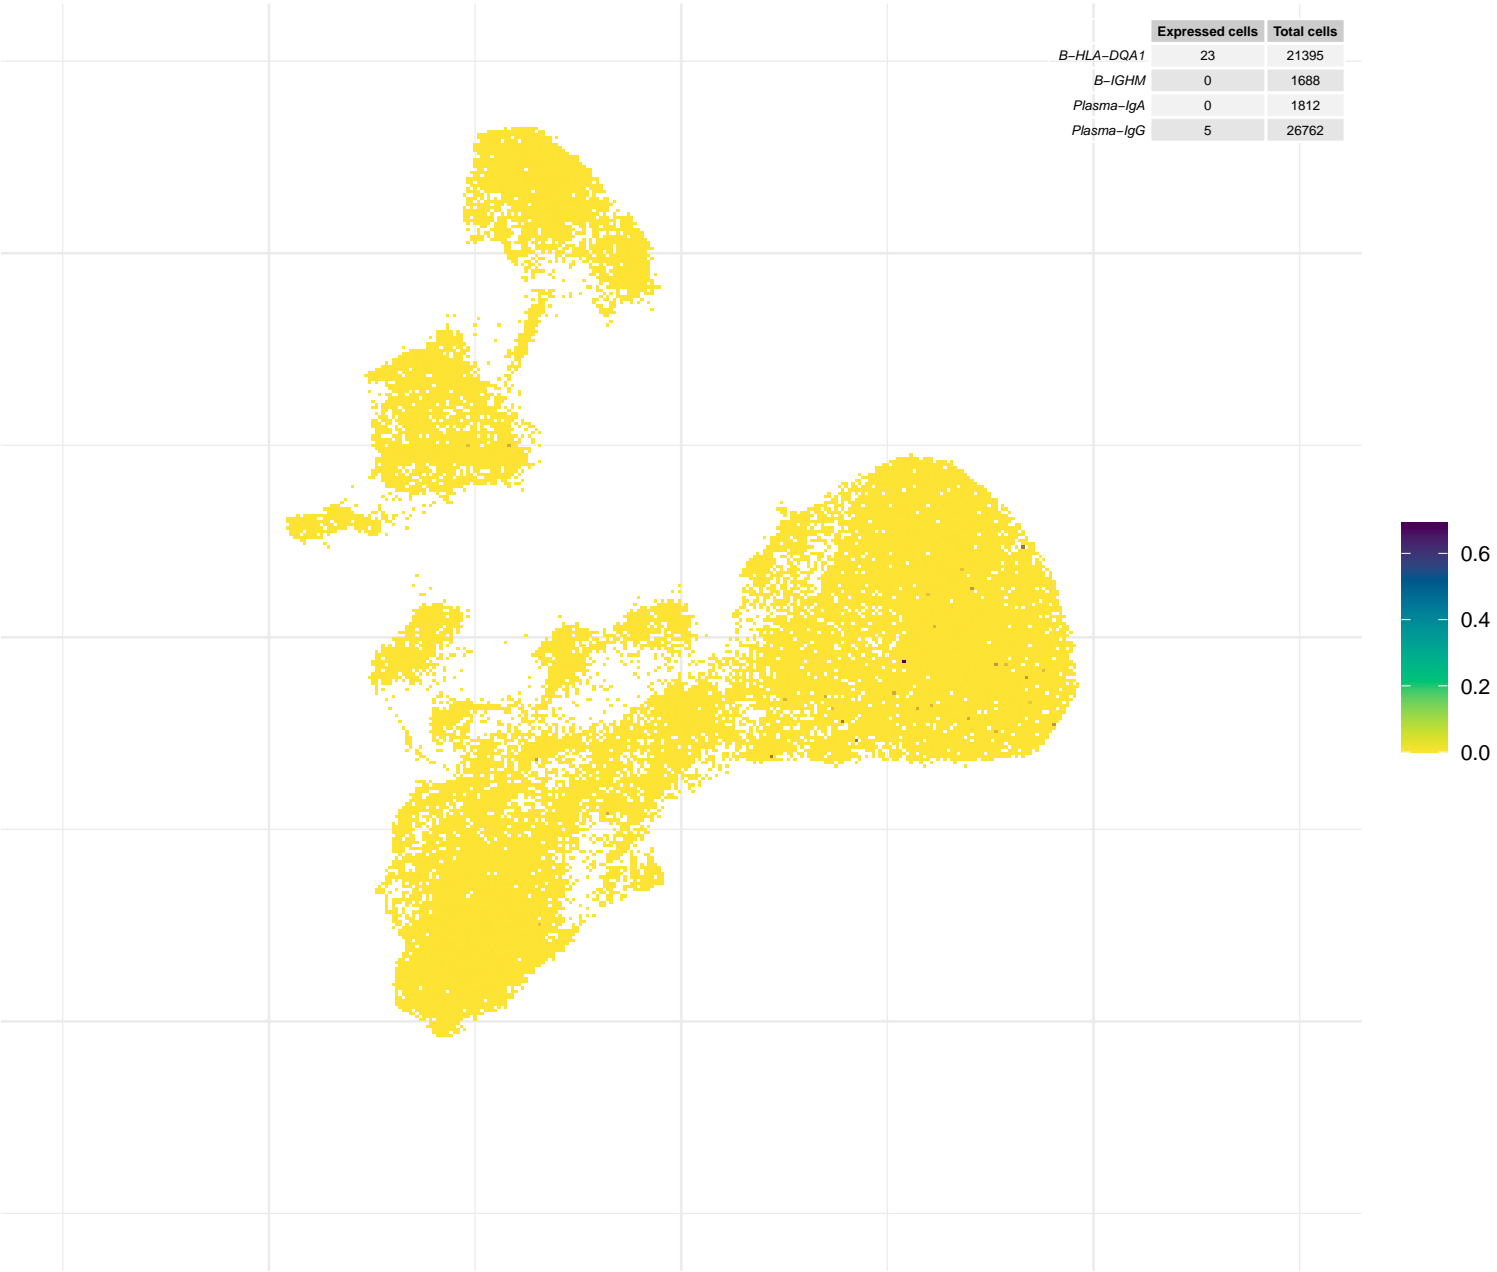 Expressed cells Total cells
B−HLA−DQA1 23 21395
B−IGHM 0 1688
Plasma−IgA 0 1812
Plasma−IgG 5 26762
0.6
0.4
0.2
0.0